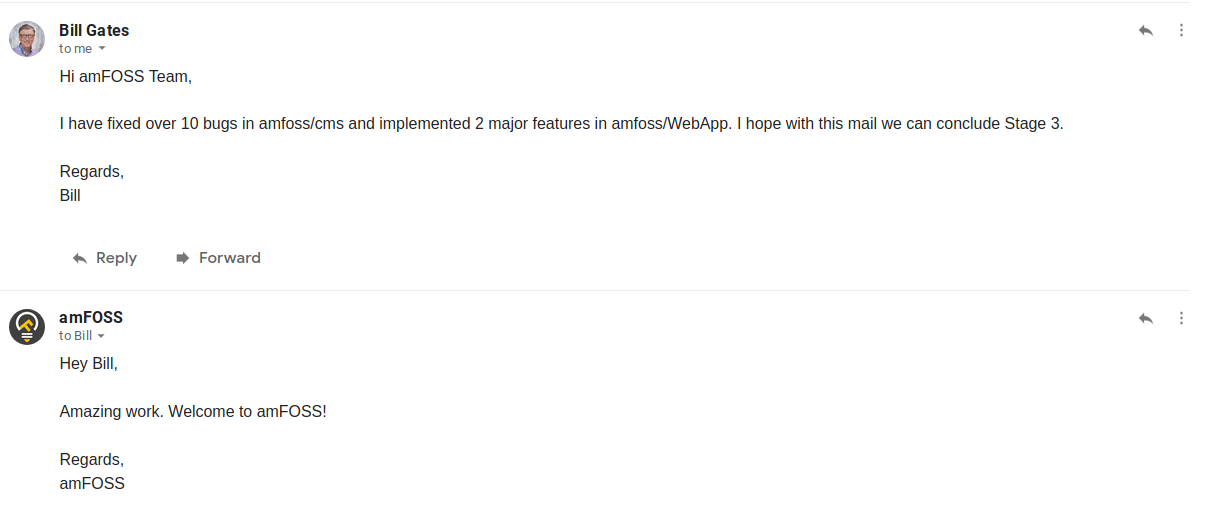 Bill Gates
to me
Hi amFOSS Team,
I have fixed over 10 bugs in amfoss/cms and implemented 2 major features in amfoss/WebApp. I hope with this mail we can conclude Stage 3.
Regards,
Bill
Reply Forward
amFOSS
to Bill
Hey Bill,
Amazing work. Welcome to amFOSS!
Regards,
amFOSS